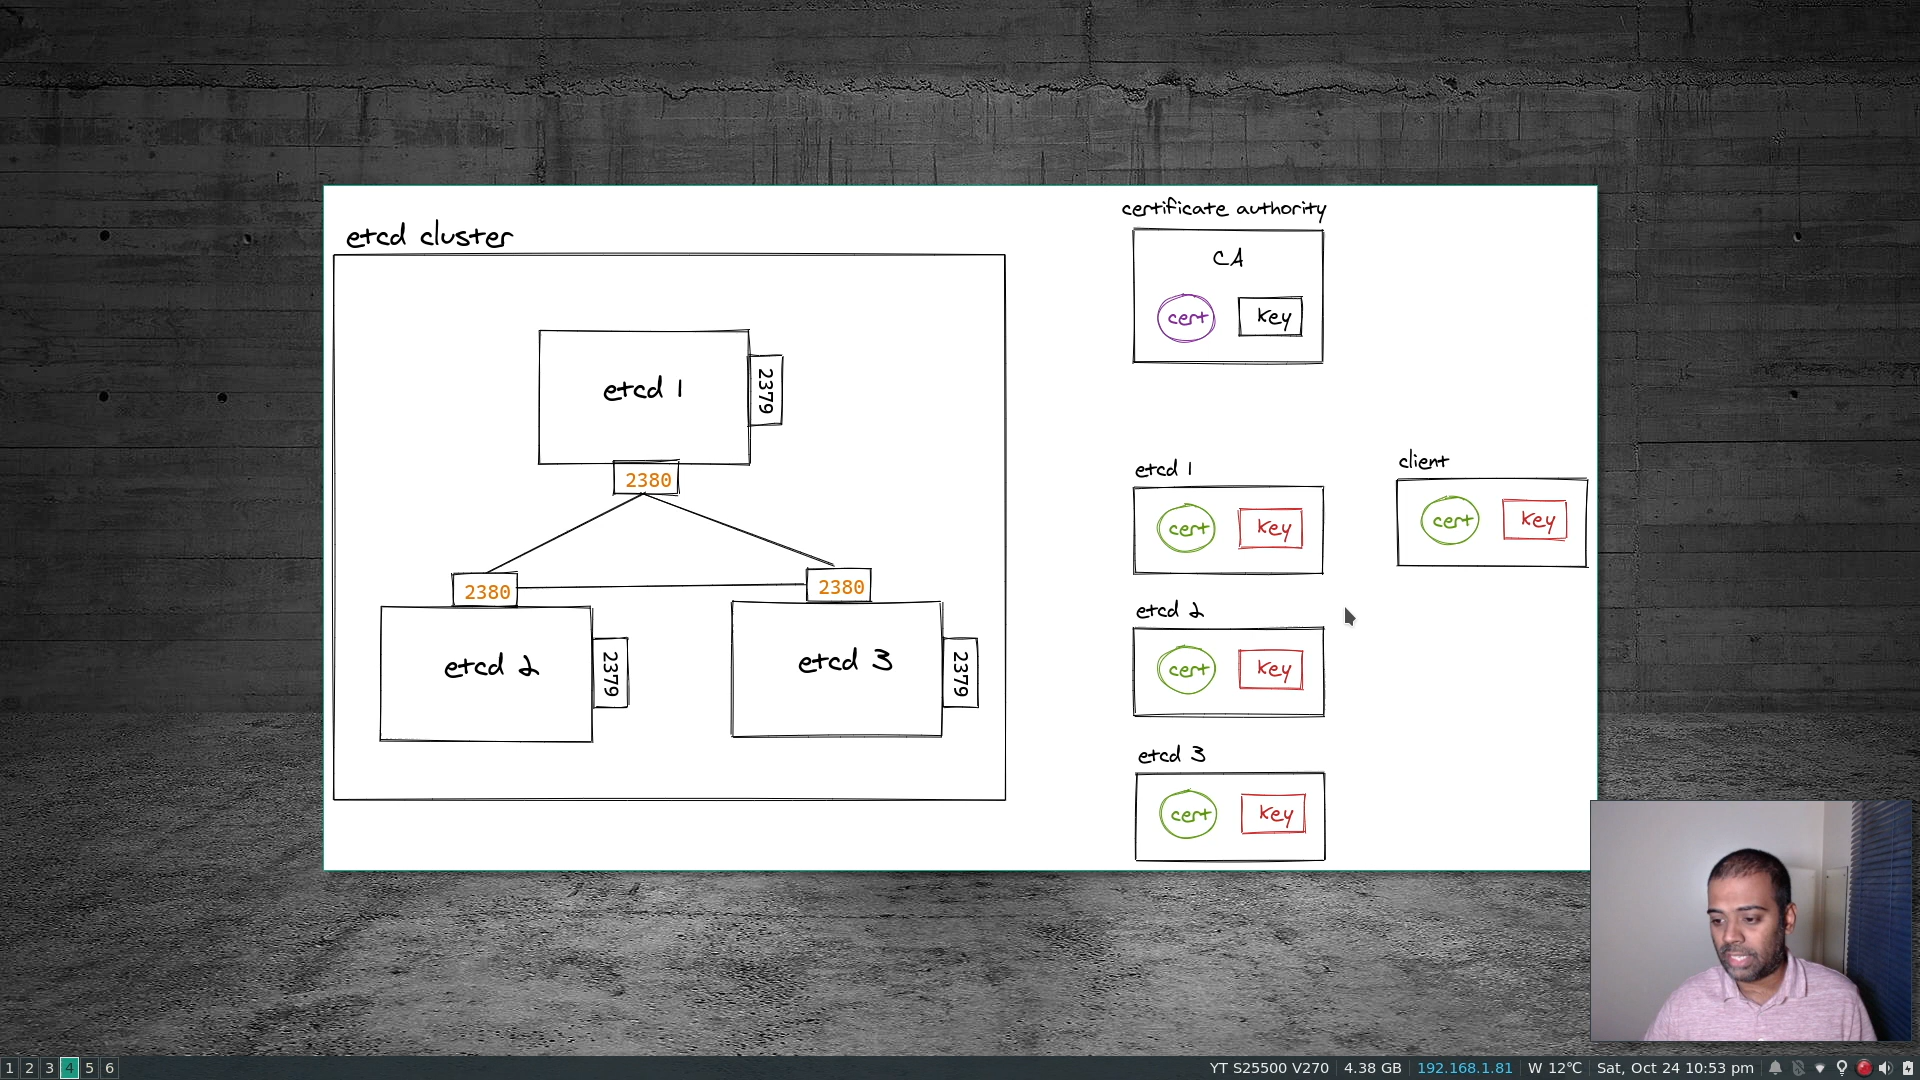 etcd cluster
etcd 1
2379
2380
2380
2380
etcd 2
2379
etcd 3
2379
certificate authority
CA
cert key
etcd 1
cert key
client
cert key
etcd 2
cert key
etcd 3
cert key
1 2 3 4 5 6
YT S25500 V270 4.38 GB 192.168.1.81 W 12℃ Sat, Oct 24 10:53 pm